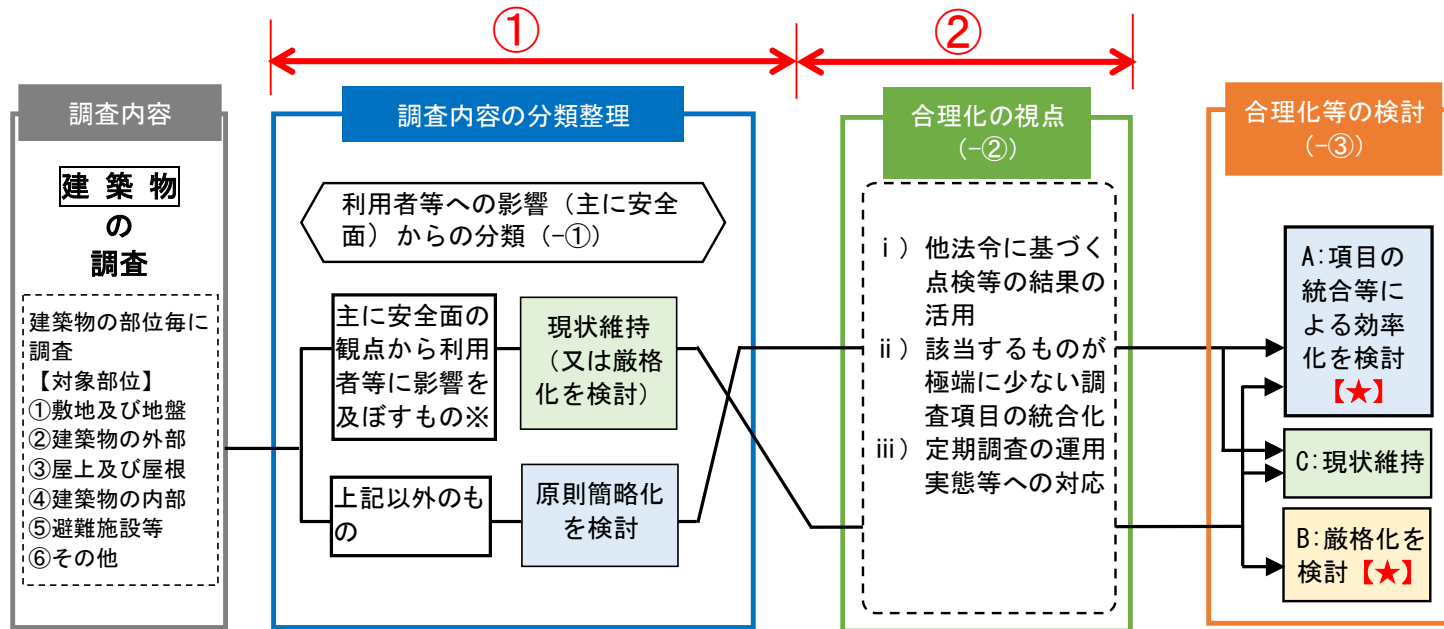 ①
②
調査内容
建築物
の
調査
建築物の部位毎に
調査
【対象部位】
①敷地及び地盤
②建築物の外部
③屋上及び屋根
④建築物の内部
⑤避難施設等
⑥その他
調査内容の分類整理
利用者等への影響（主に安全
面）からの分類（-①）
主に安全面の
観点から利用
者等に影響を
及ぼすもの※
現状維持
（又は厳格
化を検討）
上記以外のも
の
原則簡略化
を検討
合理化の視点
（-②）
ⅰ）他法令に基づく
点検等の結果の
活用
ⅱ）該当するものが
極端に少ない調
査項目の統合化
ⅲ）定期調査の運用
実態等への対応
合理化等の検討
（-③）
A:項目の
統合等に
よる効率
化を検討
【★】
C:現状維持
B:厳格化を
検討【★】